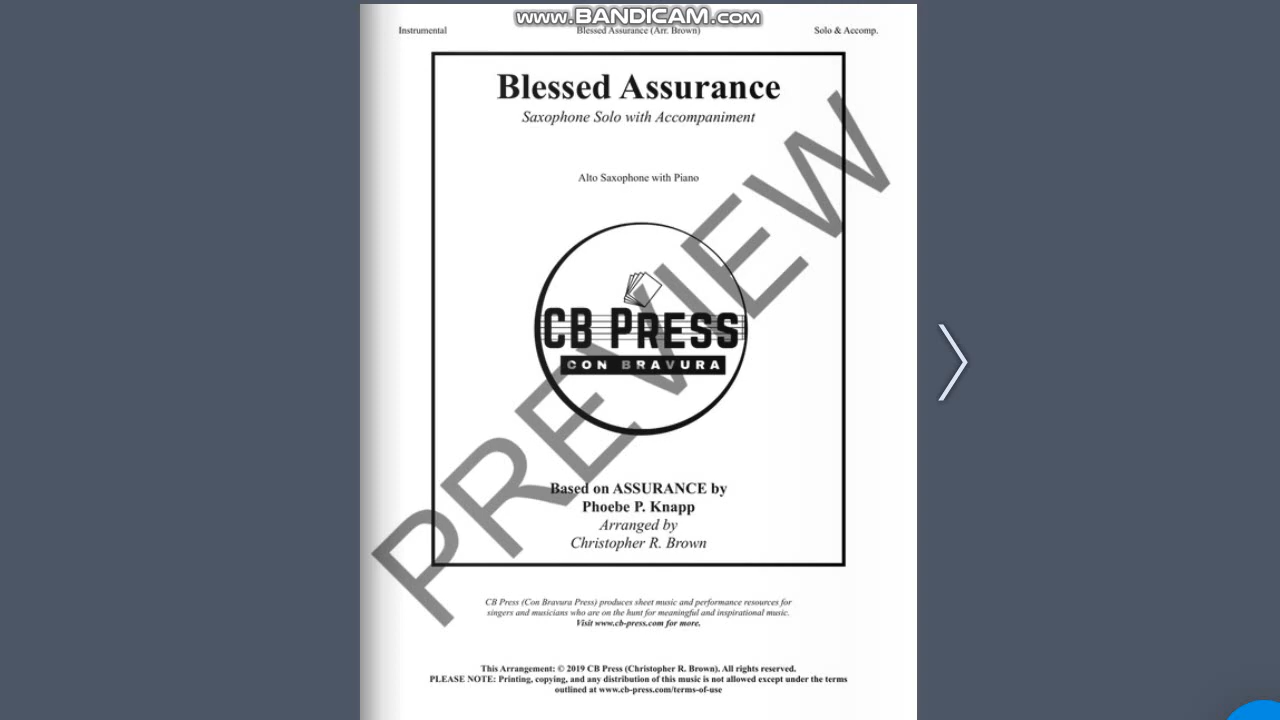 www.BANDICAM.com
Instrumental Blessed Assurance (Arr. Brown) Solo & Accomp.
Blessed Assurance
Saxophone Solo with Accompaniment
Alto Saxophone with Piano
PREVIEW
CB PRESS
CON BRAVURA
Based on ASSURANCE by
Phoebe P. Knapp
Arranged by
Christopher R. Brown
CB Press (Con Bravura Press) produces sheet music and performance resources for
singers and musicians who are on the hunt for meaningful and inspirational music.
Visit www.cb-press.com for more.
This Arrangement: © 2019 CB Press (Christopher R. Brown). All rights reserved.
PLEASE NOTE: Printing, copying, and any distribution of this music is not allowed except under the terms
outlined at www.cb-press.com/terms-of-use